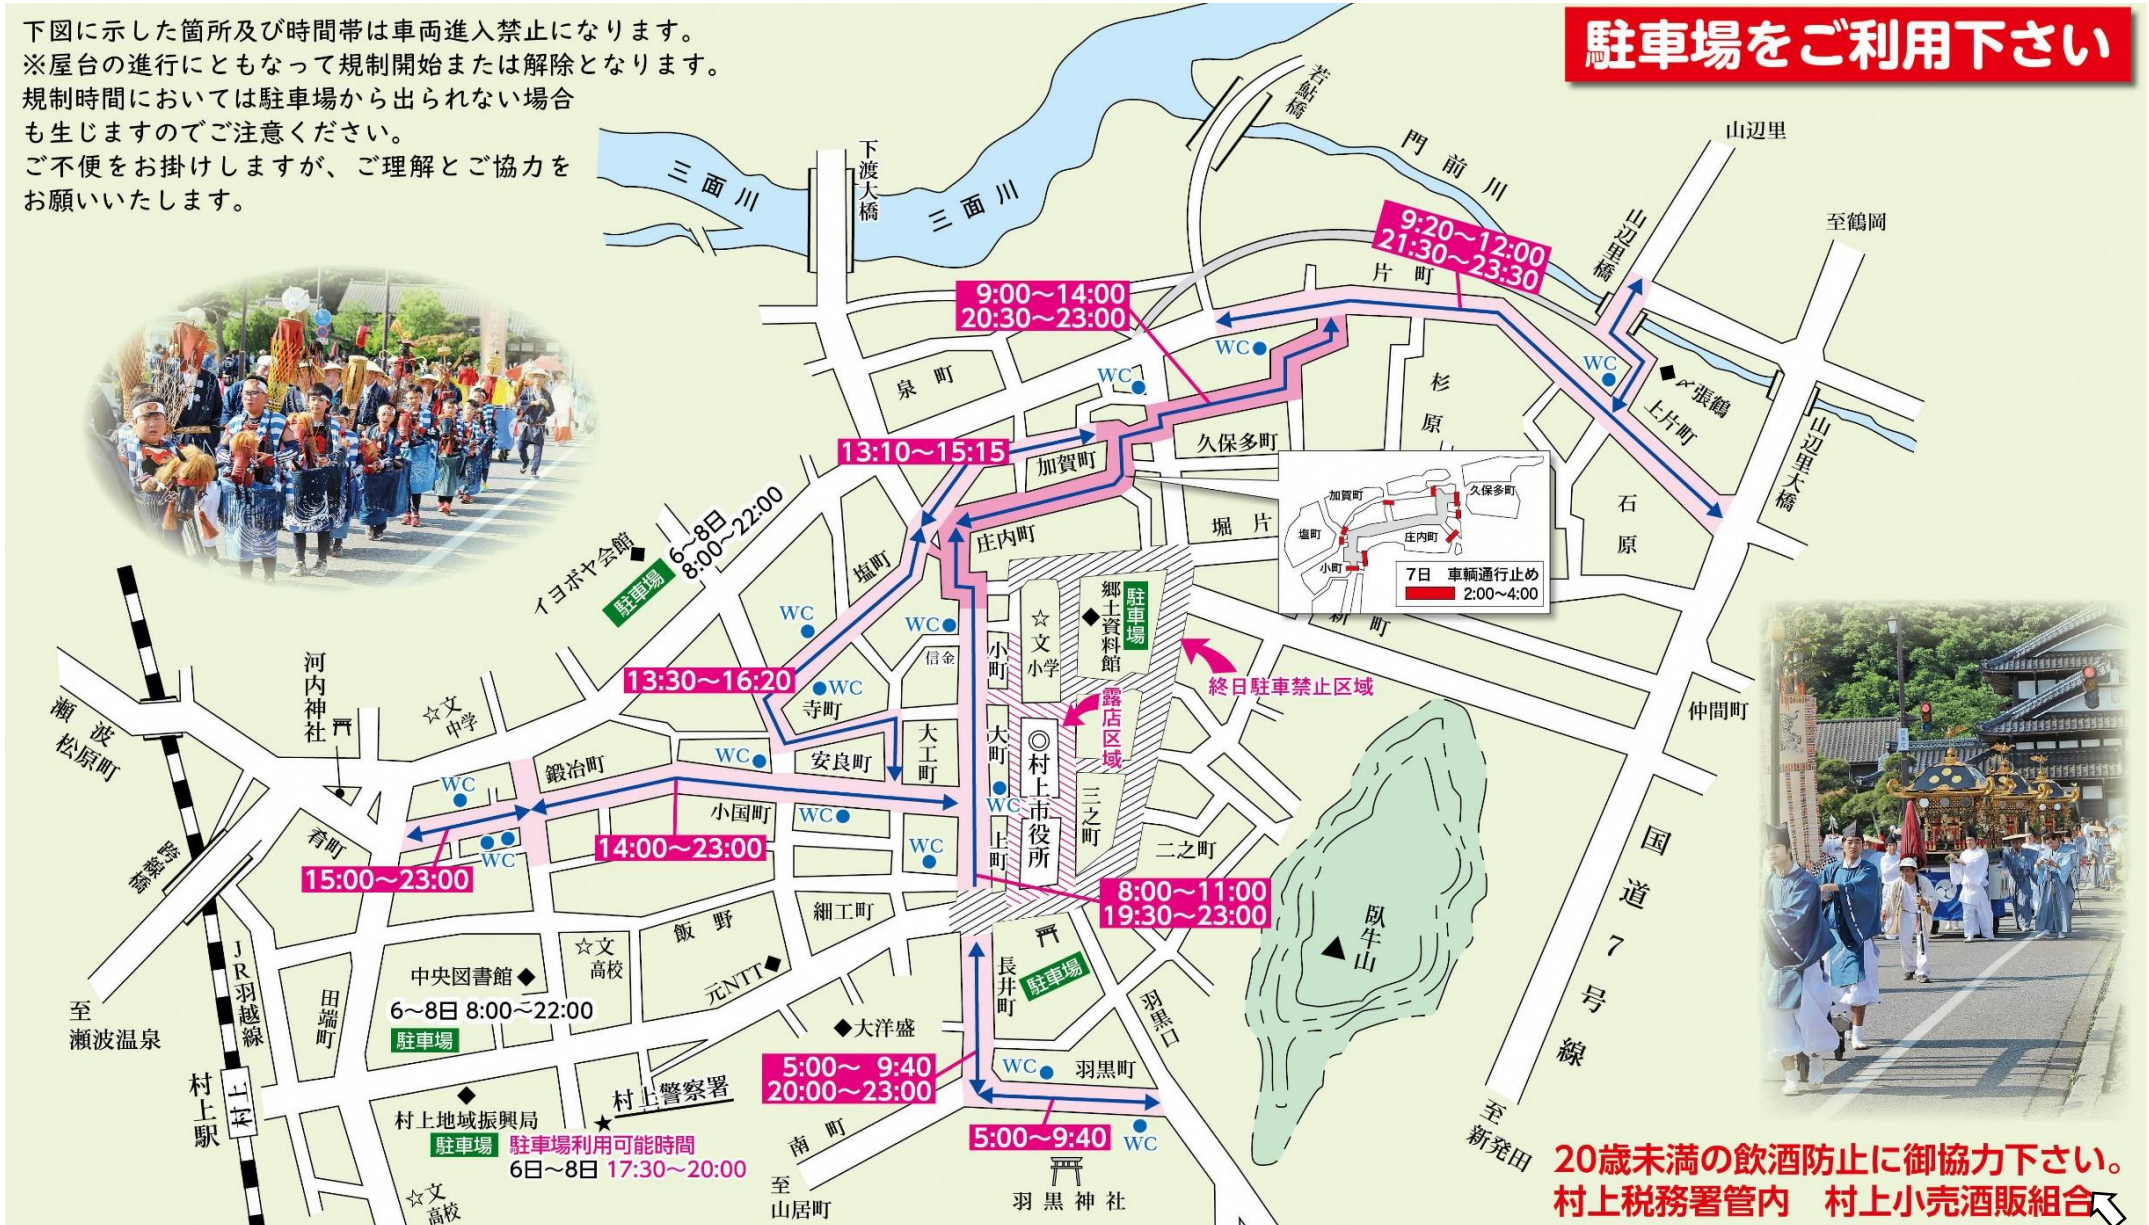 下図に示した箇所及び時間帯は車両進入禁止になります。
※屋台の進行にともなって規制開始または解除となります。
規制時間においては駐車場から出られない場合
も生じますのでご注意ください。
ご不便をお掛けしますが、ご理解とご協力を
お願いいたします。
駐車場をご利用下さい
若鮎橋
山辺里
下渡大橋
三面川
三面川
門前川
山辺里橋
至鶴岡
9:20～12:00
21:30～23:30
片町
9:00～14:00
20:30～23:00
WC
WC
WC
泉町
杉原
〆張鶴
上片町
山辺里大橋
13:10～15:15
加賀町
久保多町
石原
堀片
加賀町
久保多町
塩町
庄内町
小町
7日 車輌通行止め
2:00～4:00
イヨボヤ会館
駐車場
6～8日
8:00～22:00
塩町
庄内町
WC
WC
信金
小町
文
小学
郷土資料館
駐車場
新町
終日駐車禁止区域
露店区域
仲間町
13:30～16:20
WC
寺町
河内神社
文
中学
瀬波
松原町
鍛冶町
WC
安良町
大工町
大町
村上市役所
三之町
二之町
WC
WC
小国町
WC
WC
WC
上町
肴町
跨線橋
15:00～23:00
14:00～23:00
8:00～11:00
19:30～23:00
国道7号線
臥牛山
細工町
飯野
文
高校
中央図書館
6～8日 8:00～22:00
駐車場
元NTT
長井町
駐車場
羽黒口
JR羽越線
田端町
至
瀬波温泉
大洋盛
5:00～ 9:40
20:00～23:00
WC
羽黒町
村上駅
村上
村上地域振興局
駐車場
駐車場利用可能時間
6日～8日 17:30～20:00
村上警察署
南町
5:00～9:40
WC
至
山居町
羽黒神社
文
高校
至
新発田
20歳未満の飲酒防止に御協力下さい。
村上税務署管内 村上小売酒販組合